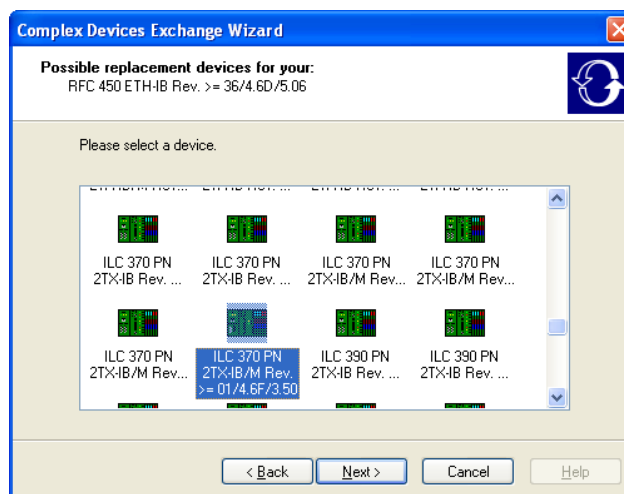 Complex Devices Exchange Wizard
Possible replacement devices for your:
RFC 450 ETH-IB Rev. >= 36/4.6D/5.06
Please select a device.
ILC 370 PN ILC 370 PN ILC 370 PN ILC 370 PN
2TX-IB Rev. ... 2TX-IB Rev. ... 2TX-IB/M Rev... 2TX-IB/M Rev...
ILC 370 PN ILC 370 PN ILC 390 PN ILC 390 PN
2TX-IB/M Rev... 2TX-IB/M Rev. 2TX-IB Rev. ... 2TX-IB Rev. ...
>= 01/4.6F/3.50
< Back Next > Cancel Help